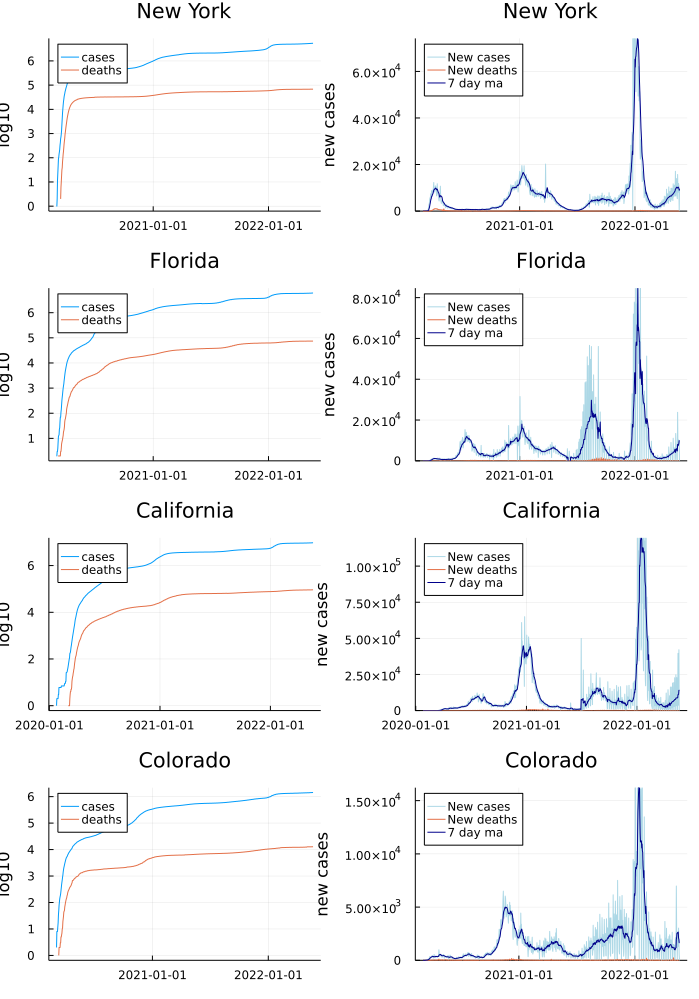 New York
New York
log10
6
5
4
3
2
1
0
cases
deaths
2021-01-01
2022-01-01
new cases
6.0×10⁴
4.0×10⁴
2.0×10⁴
0
New cases
New deaths
7 day ma
2021-01-01
2022-01-01
Florida
Florida
log10
6
5
4
3
2
1
cases
deaths
2021-01-01
2022-01-01
new cases
8.0×10⁴
6.0×10⁴
4.0×10⁴
2.0×10⁴
0
New cases
New deaths
7 day ma
2021-01-01
2022-01-01
California
California
log10
6
4
2
0
cases
deaths
2020-01-01
2021-01-01
2022-01-01
new cases
1.00×10⁵
7.50×10⁴
5.00×10⁴
2.50×10⁴
0
New cases
New deaths
7 day ma
2020-01-01
2021-01-01
2022-01-01
Colorado
Colorado
log10
6
5
4
3
2
1
0
cases
deaths
2021-01-01
2022-01-01
new cases
1.50×10⁴
1.00×10⁴
5.00×10³
0
New cases
New deaths
7 day ma
2021-01-01
2022-01-01